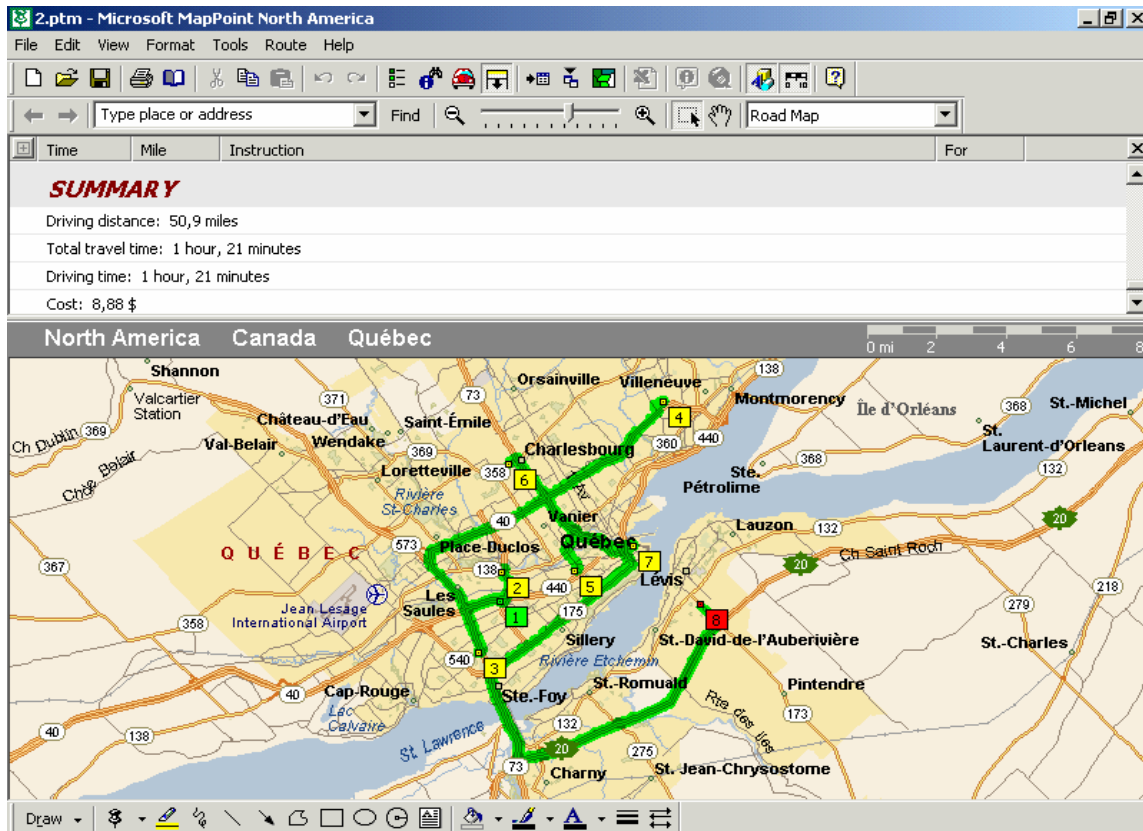 2.ptm - Microsoft MapPoint North America
File Edit View Format Tools Route Help
Type place or address Find Road Map
Time Mile Instruction For
SUMMARY
Driving distance: 50,9 miles
Total travel time: 1 hour, 21 minutes
Driving time: 1 hour, 21 minutes
Cost: 8,88 $
North America Canada Québec
0 mi 2 4 6 8
Shannon
138
73
Orsainville
Villeneuve
Valcartier
Station
371
Montmorency
Île d'Orléans
368
St.-Michel
Château-d'Eau
Saint-Émile
4
Ch Dublin
369
Val-Belair
Wendake
369
Charlesbourg
360
440
St.
Laurent-d'Orleans
Belair
Loretteville
358
6
Ste.
Pétrolime
368
132
Rivière
St-Charles
Av
40
Vanier
Lauzon
132
20
QUÉBEC
573
Place-Duclos
Québec
Ch Saint Roch
367
138
7
Lévis
20
2
440
5
218
Jean Lesage
International Airport
Les
Saules
1
175
8
279
358
Sillery
St.-David-de-l'Auberivière
St.-Charles
540
3
Rivière Etchemin
40
Cap-Rouge
Ste.-Foy
St.-Romuald
Pintendre
Lac
Calvaire
Rte des Iles
173
40
138
St. Lawrence
132
20
275
73
Charny
St. Jean-Chrysostome
Draw